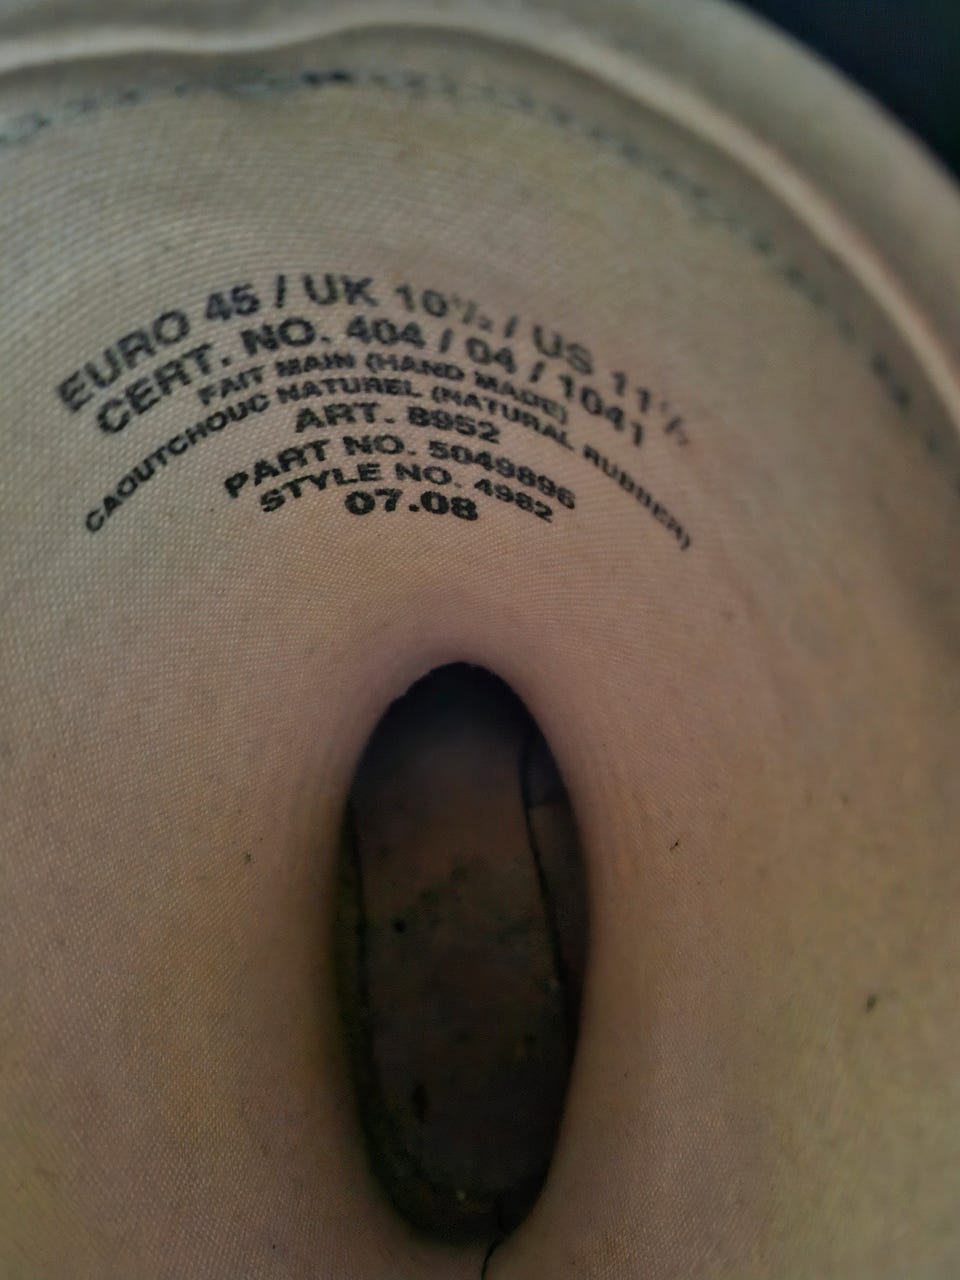 EURO 45 / UK 10½ / US 11½
CERT. NO. 404 / 04 / 1041
FAIT MAIN (HAND MADE)
CAOUTCHOUC NATUREL (NATURAL RUBBER)
ART. B952
PART NO. 5049896
STYLE NO. 4982
07.08